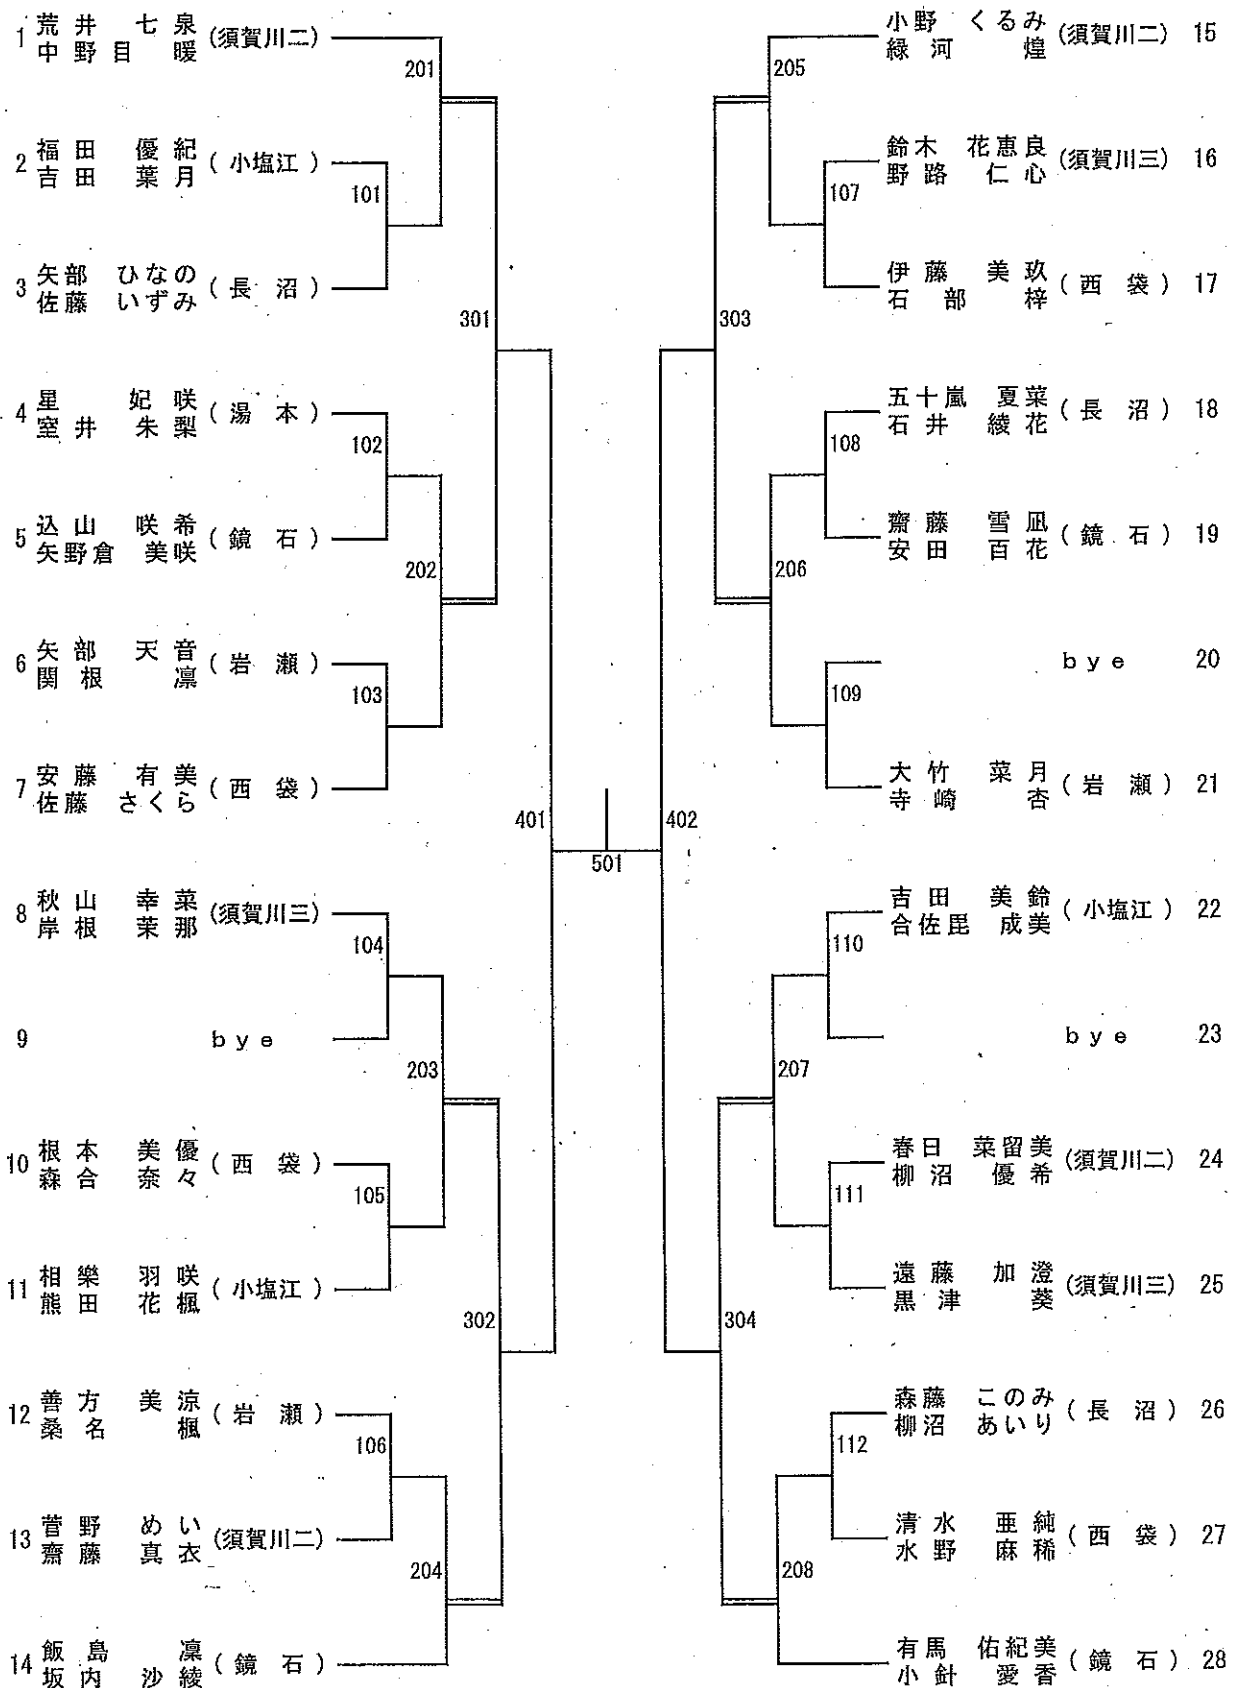 1 荒井 七泉 (須賀川二)
中野目 暖
201
2 福田 優紀 (小塩江)
吉田 葉月
101
3 矢部 ひなの (長沼)
佐藤 いずみ
301
4 星 妃咲 (湯本)
室井 朱梨
102
5 込山 咲希 (鏡石)
矢野倉 美咲
202
6 矢部 天音 (岩瀬)
関根 凛
103
7 安藤 有美 (西袋)
佐藤 さくら
401
8 秋山 幸菜 (須賀川三)
岸根 茉那
104
9 bye
203
10 根本 美優 (西袋)
森合 奈々
105
11 相樂 羽咲 (小塩江)
熊田 花楓
302
12 善方 美涼 (岩瀬)
桑名 楓
106
13 菅野 めい (須賀川二)
齋藤 真衣
204
14 飯島 凛 (鏡石)
坂内 沙綾
501
小野 くるみ (須賀川二) 15
緑河 煌
205
鈴木 花恵良 (須賀川三) 16
野路 仁心
107
伊藤 美玖 (西袋) 17
石部 梓
303
五十嵐 夏菜 (長沼) 18
石井 綾花
108
齋藤 雪凪 (鏡石) 19
安田 百花
206
bye 20
109
大竹 菜月 (岩瀬) 21
寺崎 杏
402
吉田 美鈴 (小塩江) 22
合佐毘 成美
110
bye 23
207
春日 菜留美 (須賀川二) 24
柳沼 優希
111
遠藤 加澄 (須賀川三) 25
黒津 葵
304
森藤 このみ (長沼) 26
柳沼 あいり
112
清水 亜純 (西袋) 27
水野 麻稀
208
有馬 佑紀美 (鏡石) 28
小針 愛香